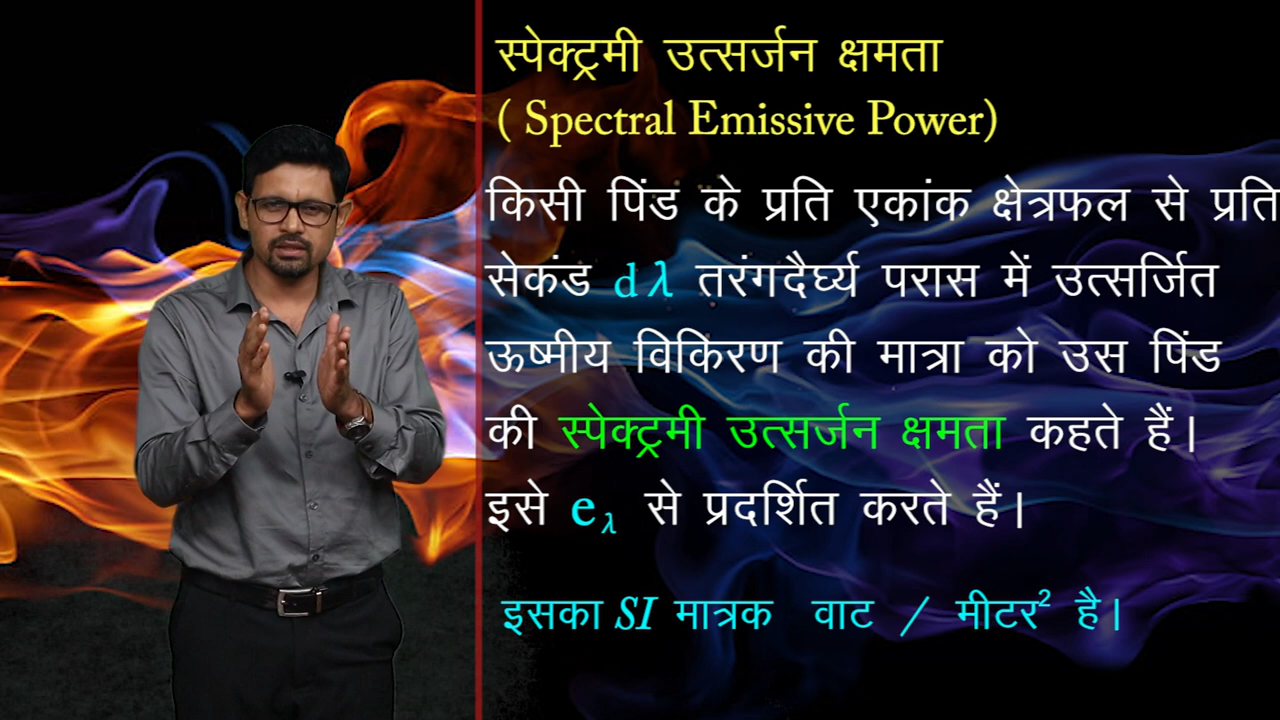 स्पेक्ट्रमी उत्सर्जन क्षमता
( Spectral Emissive Power)
किसी पिंड के प्रति एकांक क्षेत्रफल से प्रति
सेकंड dλ तरंगदैर्घ्य परास में उत्सर्जित
ऊष्मीय विकिरण की मात्रा को उस पिंड
की स्पेक्ट्रमी उत्सर्जन क्षमता कहते हैं।
इसे eλ से प्रदर्शित करते हैं।
इसका SI मात्रक वाट / मीटर² है।